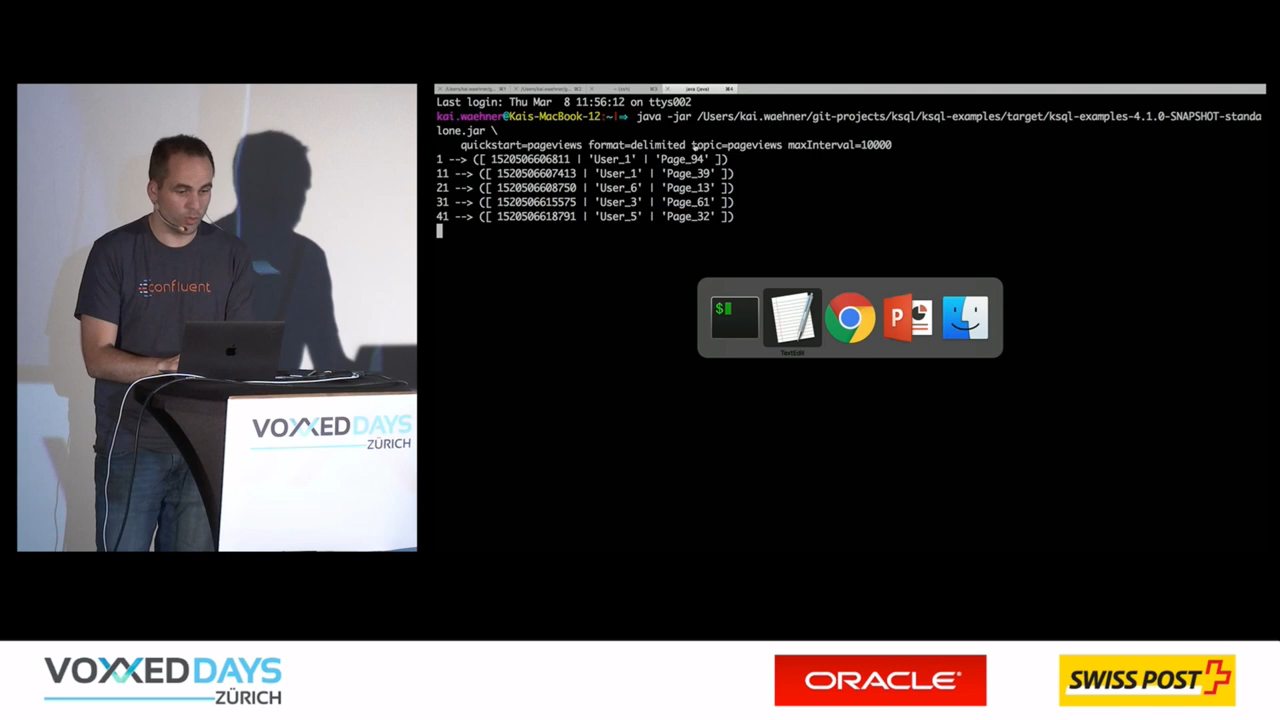 Last login: Thu Mar  8 11:56:12 on ttys002
kai.waehner@Kais-MacBook-12:~|⇒  java -jar /Users/kai.waehner/git-projects/ksql/ksql-examples/target/ksql-examples-4.1.0-SNAPSHOT-standa
lone.jar \
quickstart=pageviews format=delimited topic=pageviews maxInterval=10000
1 --> ([ 1520506606811 | 'User_1' | 'Page_94' ])
11 --> ([ 1520506607413 | 'User_1' | 'Page_39' ])
21 --> ([ 1520506608750 | 'User_6' | 'Page_13' ])
31 --> ([ 1520506615575 | 'User_3' | 'Page_61' ])
41 --> ([ 1520506618791 | 'User_5' | 'Page_32' ])
$
P
TextEdit
confluent
VOXXED DAYS
ZÜRICH
VOXXED DAYS
ZÜRICH
ORACLE®
SWISS POST